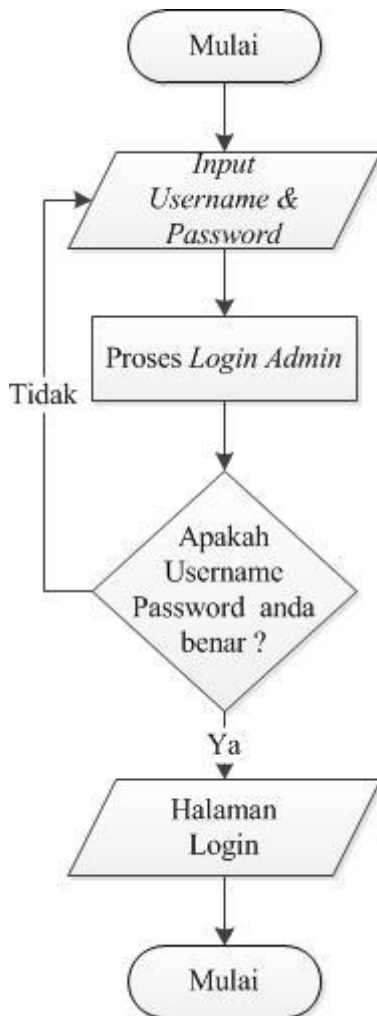 Mulai
Input
Username &
Password
Proses Login Admin
Tidak
Apakah
Username
Password anda
benar ?
Ya
Halaman
Login
Mulai